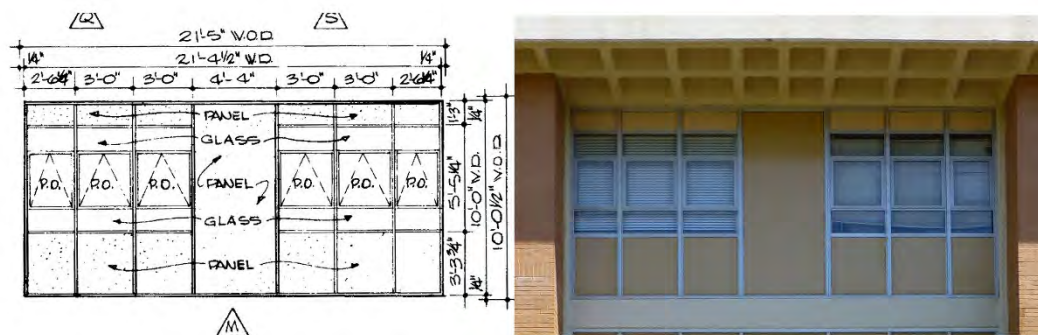 Q S
21'-5" W.O.D.
1/4" 21'-4 1/2" W.D. 1/4"
2'-6 1/4" 3'-0" 3'-0" 4'-4" 3'-0" 3'-0" 2'-6 1/4"
PANEL
GLASS
P.O. P.O. P.O. PANEL P.O. P.O. P.O.
GLASS
PANEL
1'-3" 1/4"
5'-5 1/4"
3'-3 3/4" 1/4"
10'-0" W.D.
10'-0 1/2" W.O.D.
M